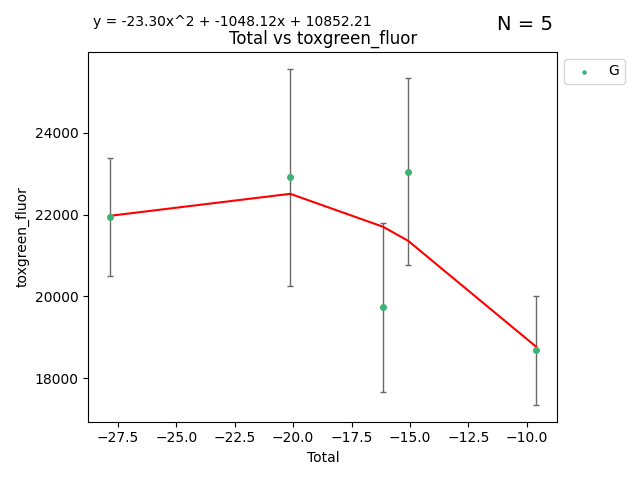 y = -23.30x^2 + -1048.12x + 10852.21
N = 5
Total vs toxgreen_fluor
G
24000
22000
20000
18000
toxgreen_fluor
−27.5 −25.0 −22.5 −20.0 −17.5 −15.0 −12.5 −10.0
Total